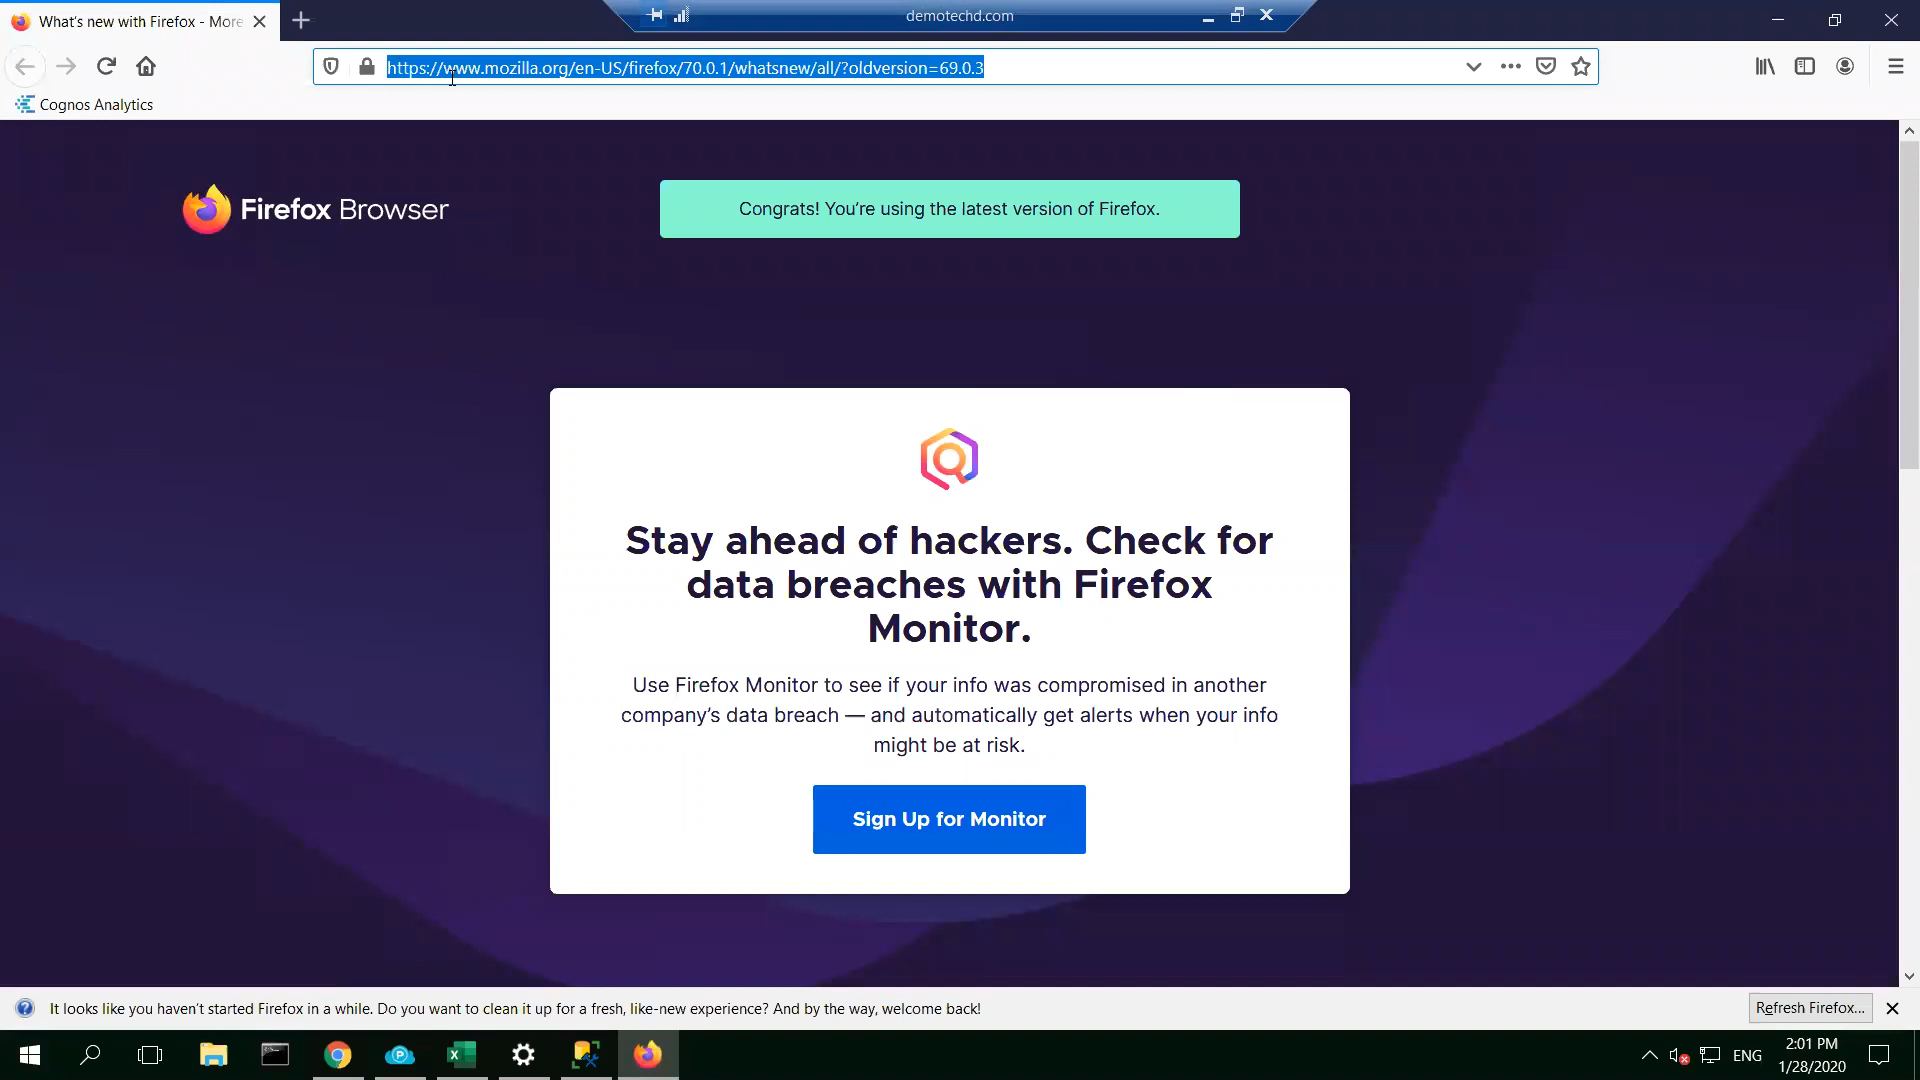 What's new with Firefox - More
demotechd.com
https://www.mozilla.org/en-US/firefox/70.0.1/whatsnew/all/?oldversion=69.0.3
Cognos Analytics
Firefox Browser
Congrats! You're using the latest version of Firefox.
Stay ahead of hackers. Check for
data breaches with Firefox
Monitor.
Use Firefox Monitor to see if your info was compromised in another
company's data breach — and automatically get alerts when your info
might be at risk.
Sign Up for Monitor
It looks like you haven't started Firefox in a while. Do you want to clean it up for a fresh, like-new experience? And by the way, welcome back!
Refresh Firefox...
ENG
2:01 PM
1/28/2020